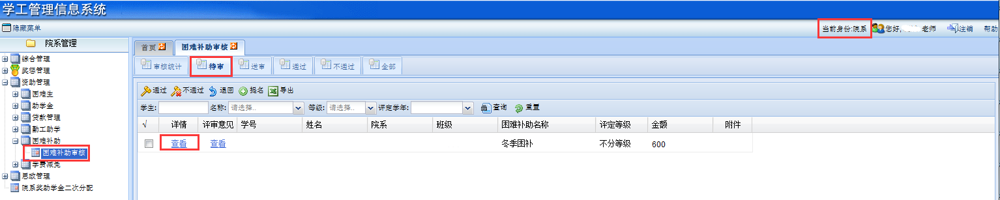 学工管理信息系统
隐藏菜单 当前身份:院系 您好, 老师 注销 帮助
院系管理
首页 困难补助审核
综合管理
奖惩管理
资助管理
困难生
助学金
贷款管理
勤工助学
困难补助
困难补助审核
学费减免
思政管理
院系奖助学金二次分配
审核统计 待审 送审 通过 不通过 全部
通过 不通过 退回 提名 导出
学生: 名称: 请选择.. 等级: 请选择.. 评定学年: 查询 重置
√ 详情 评审意见 学号 姓名 院系 班级 困难补助名称 评定等级 金额 附件
查看 查看 冬季困补 不分等级 600